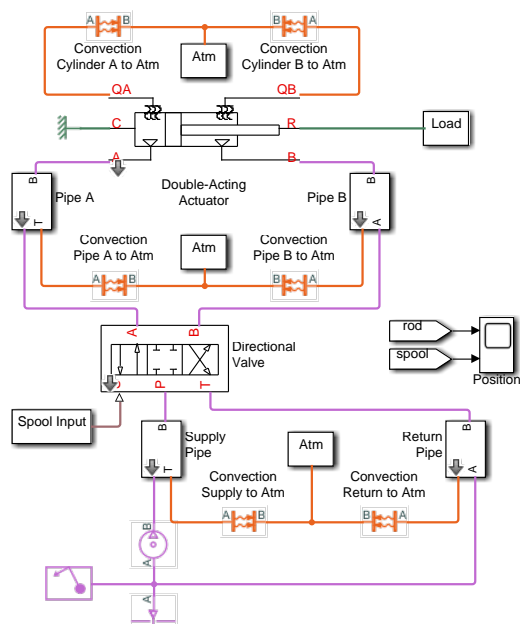 A B
B A
Convection
Cylinder A to Atm
Atm
Convection
Cylinder B to Atm
QA
QB
C
R
Load
A
B
Double-Acting
Actuator
B
T
Pipe A
B
A
Pipe B
Convection
Pipe A to Atm
Atm
Convection
Pipe B to Atm
A B
B A
A
B
Directional
Valve
P
T
rod
spool
Position
Spool Input
B
T
Supply
Pipe
Atm
Return
Pipe
B
A
Convection
Supply to Atm
Convection
Return to Atm
A B
B A
B
A
A